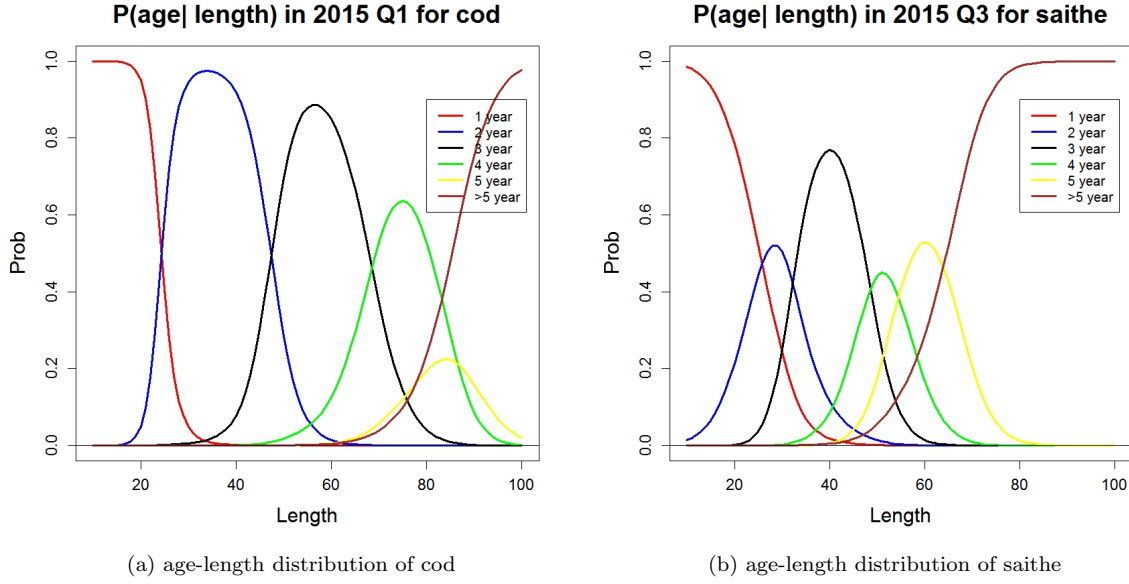 P(age| length) in 2015 Q1 for cod
1.0
0.8
0.6
0.4
0.2
0.0
Prob
1 year
2 year
3 year
4 year
5 year
>5 year
20 40 60 80 100
Length
(a) age-length distribution of cod
P(age| length) in 2015 Q3 for saithe
1.0
0.8
0.6
0.4
0.2
0.0
Prob
1 year
2 year
3 year
4 year
5 year
>5 year
20 40 60 80 100
Length
(b) age-length distribution of saithe